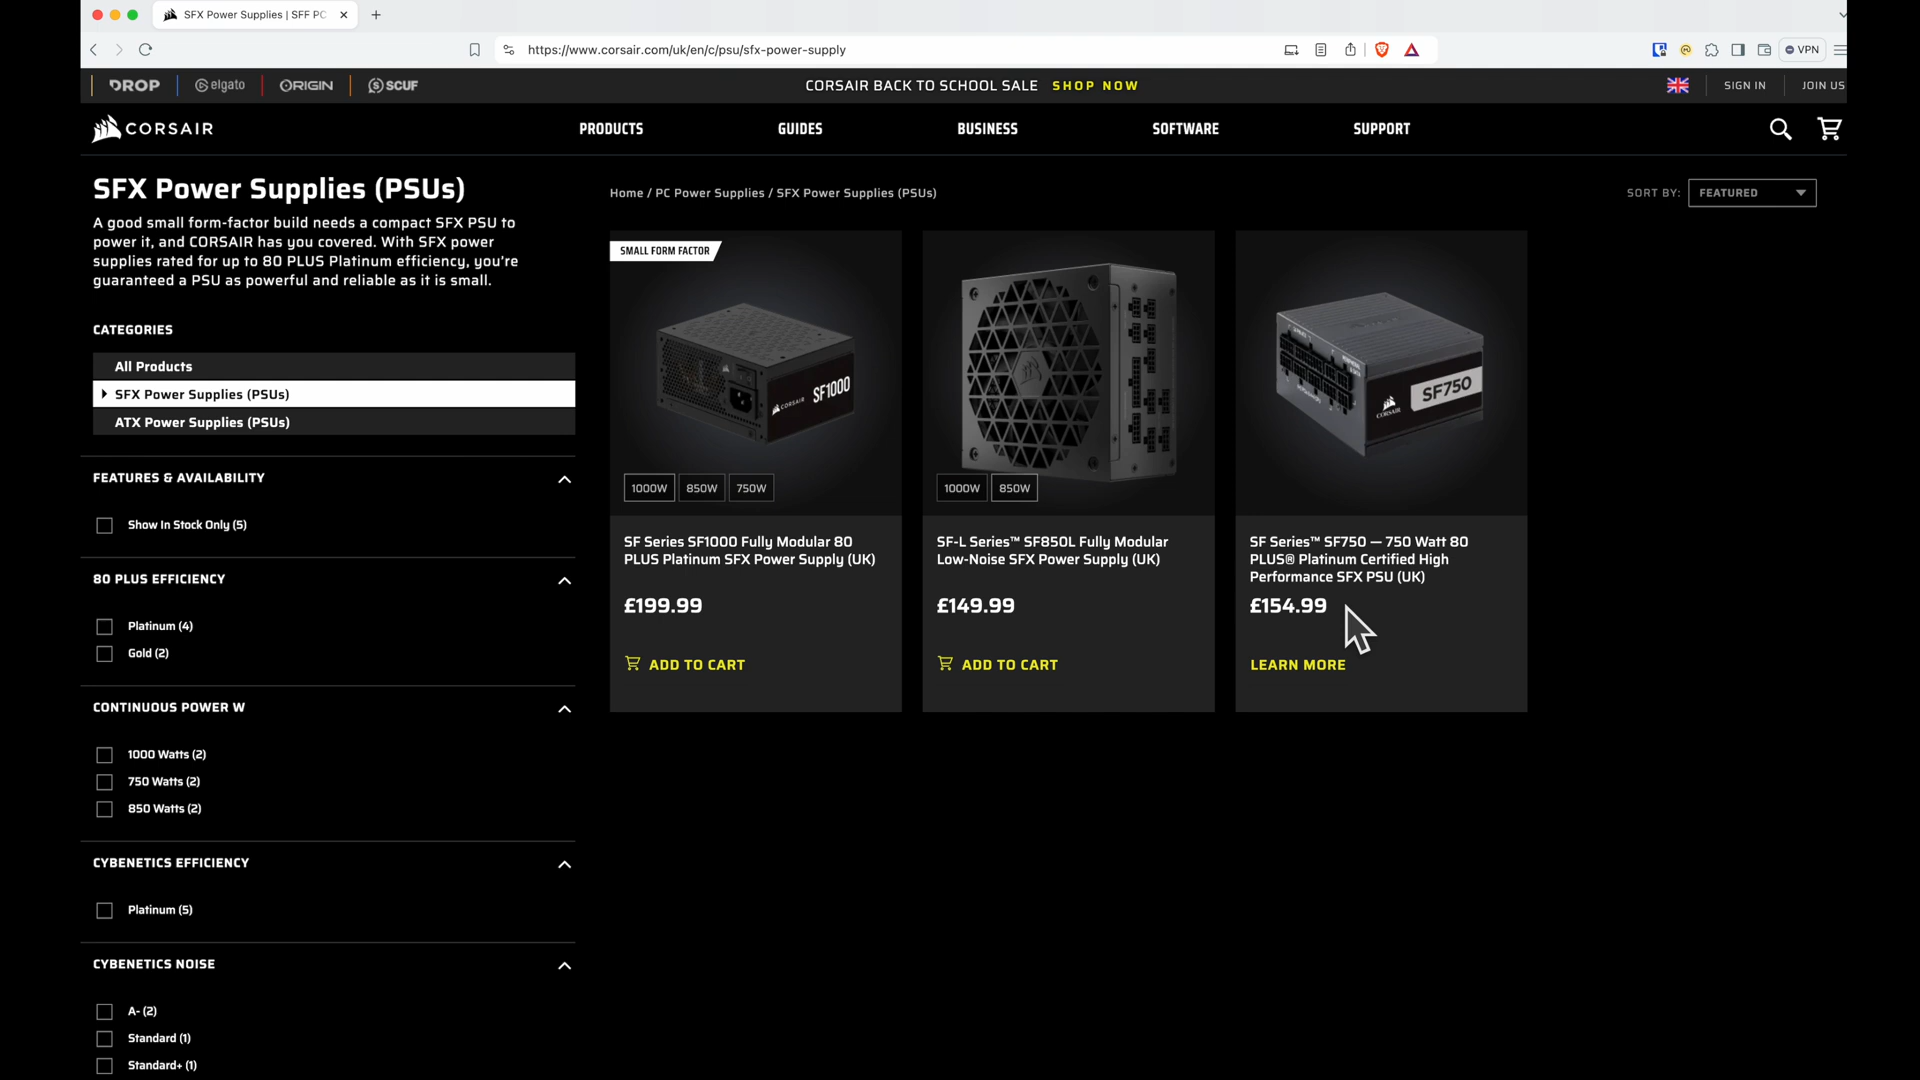 SFX Power Supplies | SFF PC
https://www.corsair.com/uk/en/c/psu/sfx-power-supply
VPN
DROP
elgato
ORIGIN
SCUF
CORSAIR BACK TO SCHOOL SALE SHOP NOW
SIGN IN
JOIN US
CORSAIR
PRODUCTS
GUIDES
BUSINESS
SOFTWARE
SUPPORT
SFX Power Supplies (PSUs)
A good small form-factor build needs a compact SFX PSU to
power it, and CORSAIR has you covered. With SFX power
supplies rated for up to 80 PLUS Platinum efficiency, you're
guaranteed a PSU as powerful and reliable as it is small.
CATEGORIES
All Products
SFX Power Supplies (PSUs)
ATX Power Supplies (PSUs)
FEATURES & AVAILABILITY
Show In Stock Only (5)
80 PLUS EFFICIENCY
Platinum (4)
Gold (2)
CONTINUOUS POWER W
1000 Watts (2)
750 Watts (2)
850 Watts (2)
CYBENETICS EFFICIENCY
Platinum (5)
CYBENETICS NOISE
A- (2)
Standard (1)
Standard+ (1)
Home / PC Power Supplies / SFX Power Supplies (PSUs)
SORT BY: FEATURED
SMALL FORM FACTOR
CORSAIR SF1000
1000W 850W 750W
SF Series SF1000 Fully Modular 80
PLUS Platinum SFX Power Supply (UK)
£199.99
ADD TO CART
1000W 850W
SF-L Series™ SF850L Fully Modular
Low-Noise SFX Power Supply (UK)
£149.99
ADD TO CART
CORSAIR SF750
SF Series™ SF750 — 750 Watt 80
PLUS® Platinum Certified High
Performance SFX PSU (UK)
£154.99
LEARN MORE